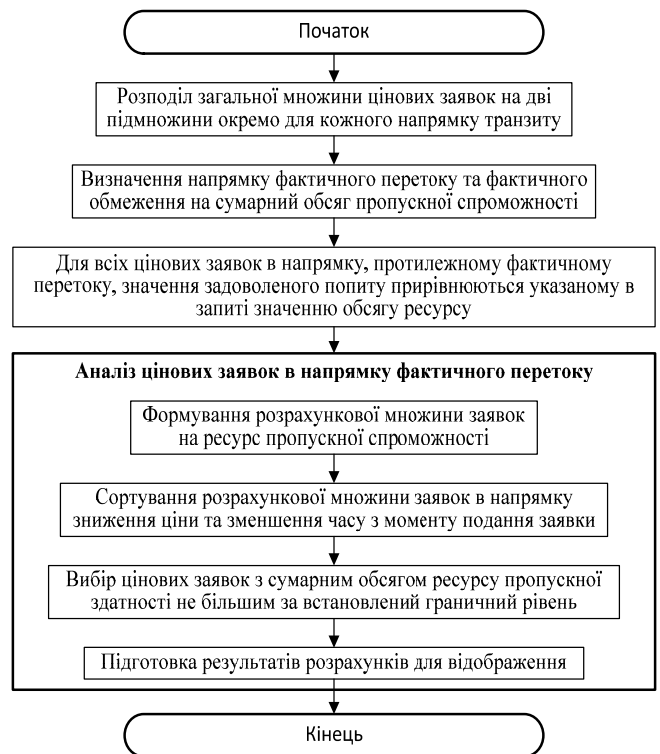 Початок
Розподіл загальної множини цінових заявок на дві
підмножини окремо для кожного напрямку транзиту
Визначення напрямку фактичного перетоку та фактичного
обмеження на сумарний обсяг пропускної спроможності
Для всіх цінових заявок в напрямку, протилежному фактичному
перетоку, значення задоволеного попиту прирівнюються указаному в
запиті значенню обсягу ресурсу
Аналіз цінових заявок в напрямку фактичного перетоку
Формування розрахункової множини заявок
на ресурс пропускної спроможності
Сортування розрахункової множини заявок в напрямку
зниження ціни та зменшення часу з моменту подання заявки
Вибір цінових заявок з сумарним обсягом ресурсу пропускної
здатності не більшим за встановлений граничний рівень
Підготовка результатів розрахунків для відображення
Кінець